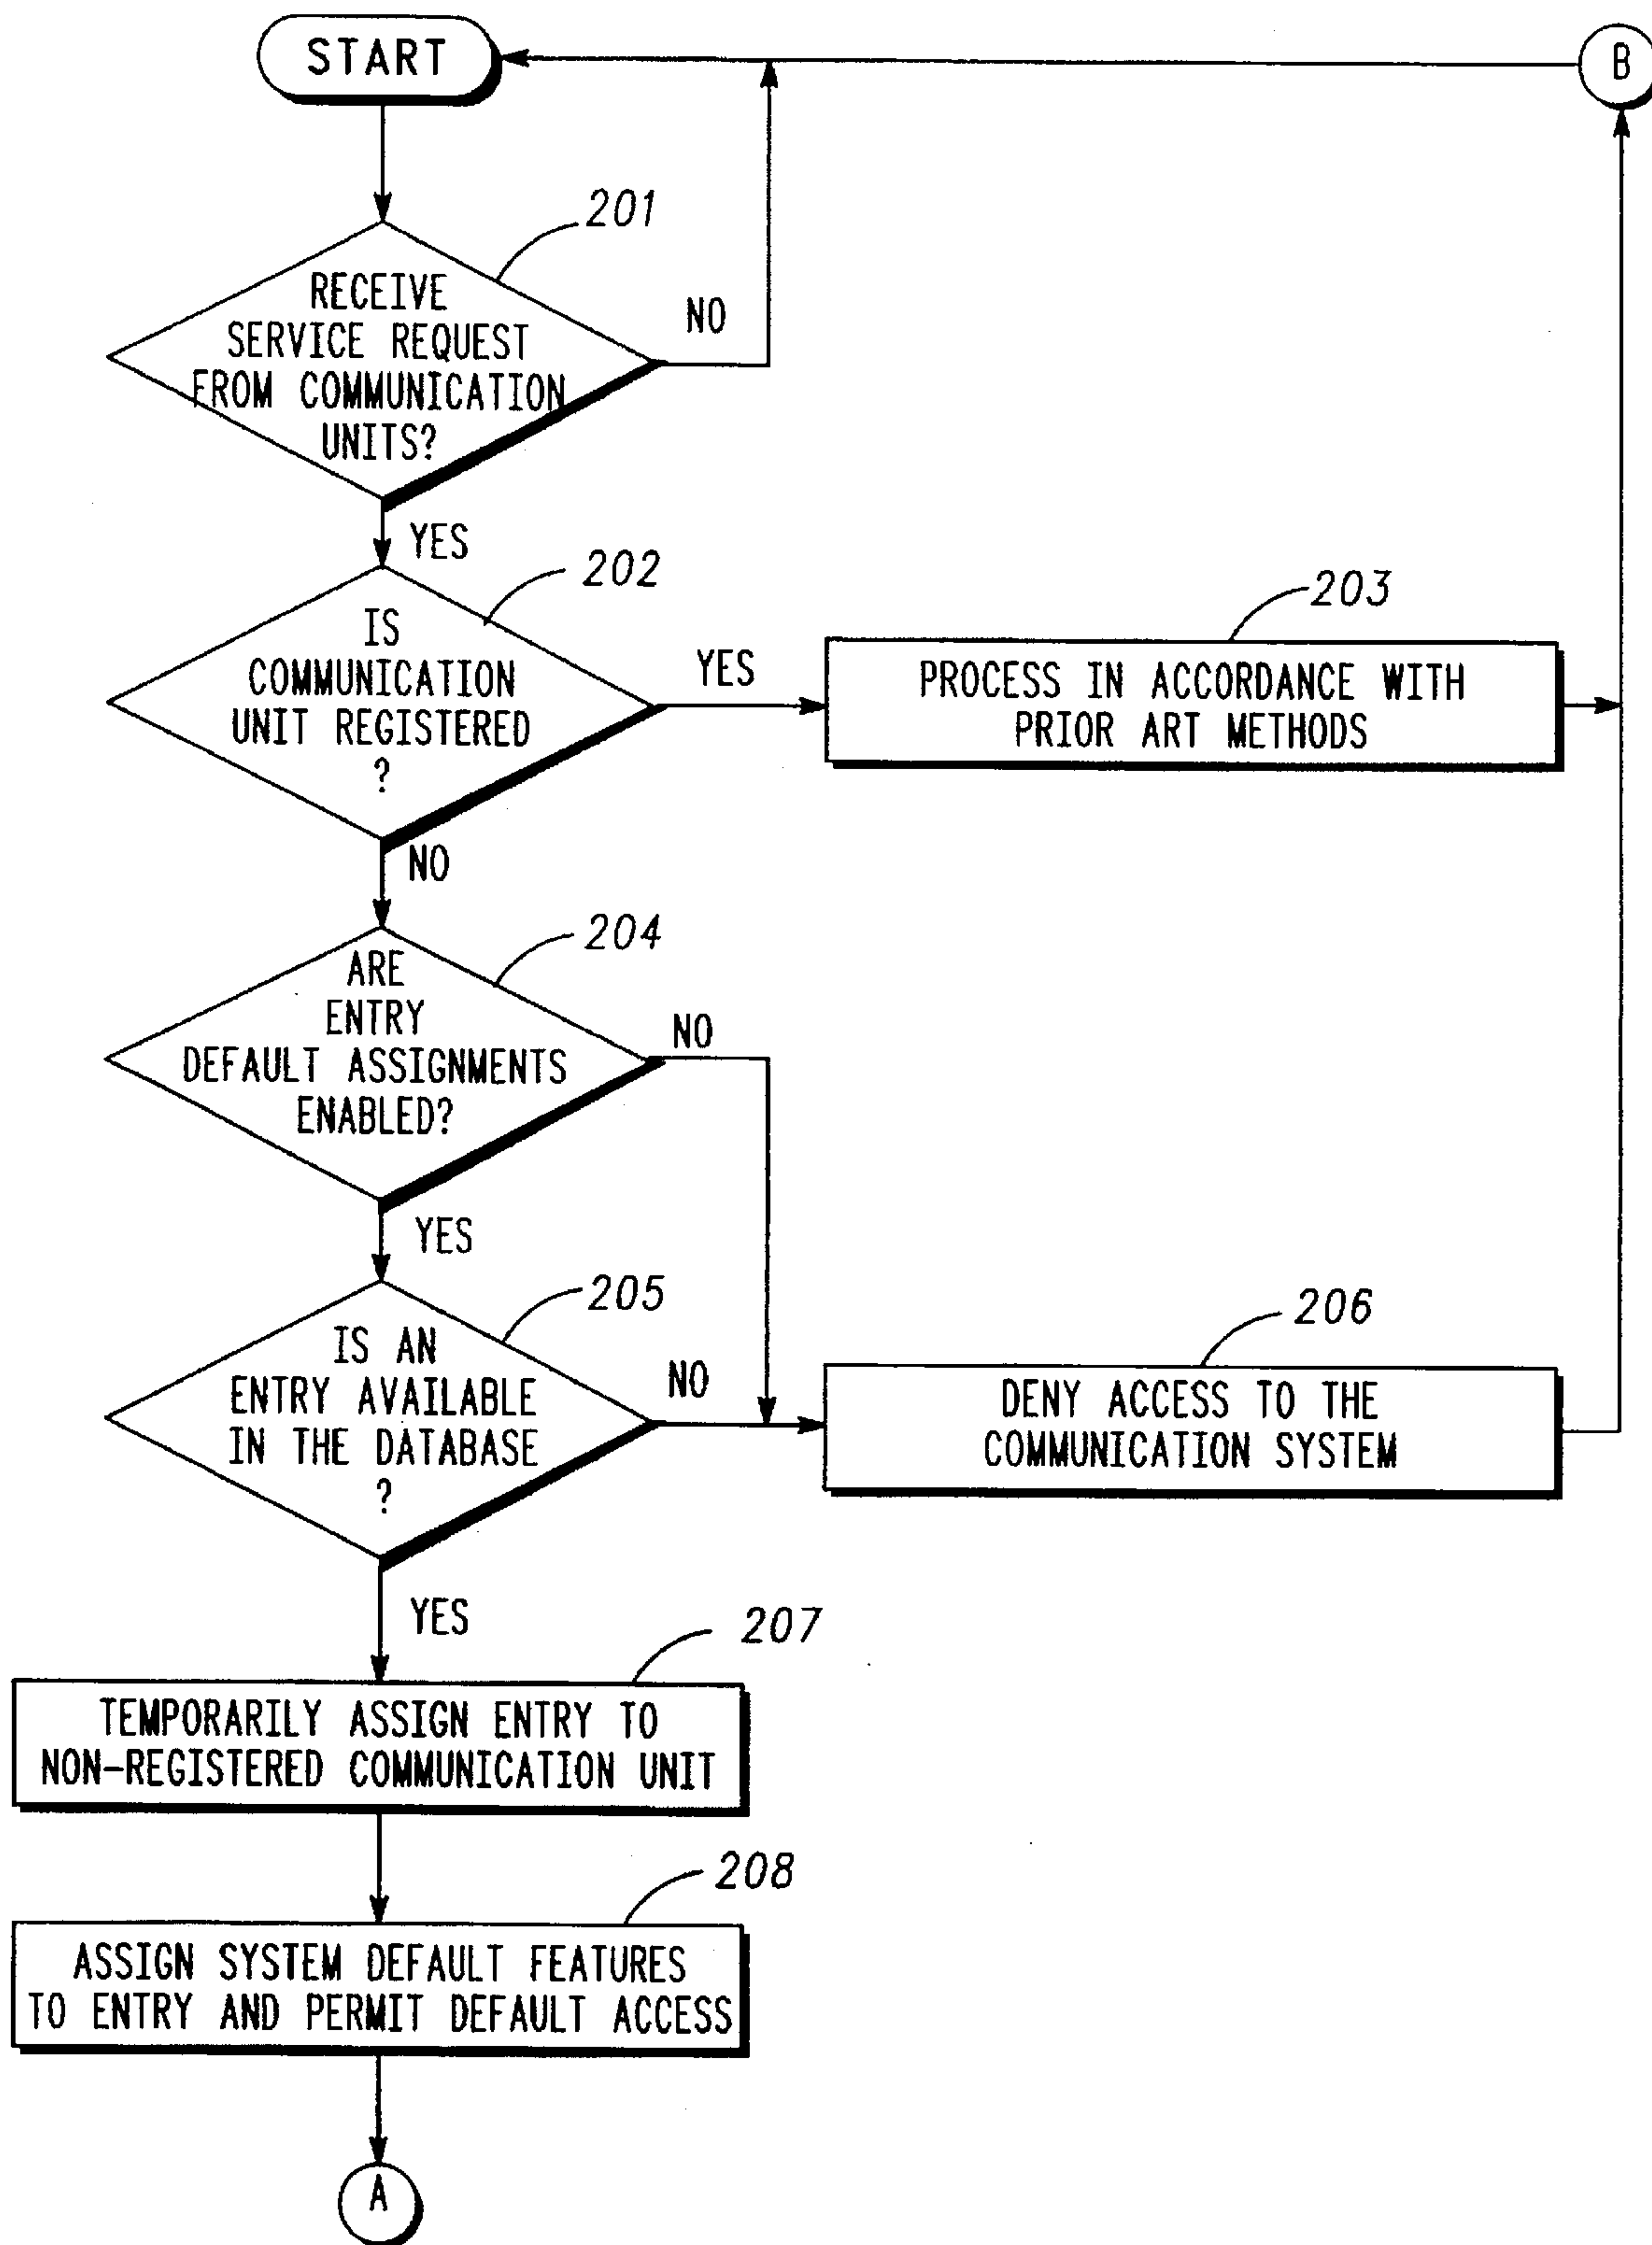 START
B
201
RECEIVE
SERVICE REQUEST
FROM COMMUNICATION
UNITS?
NO
YES
202
IS
COMMUNICATION
UNIT REGISTERED
?
YES
203
PROCESS IN ACCORDANCE WITH
PRIOR ART METHODS
NO
204
ARE
ENTRY
DEFAULT ASSIGNMENTS
ENABLED?
NO
YES
205
IS AN
ENTRY AVAILABLE
IN THE DATABASE
?
NO
206
DENY ACCESS TO THE
COMMUNICATION SYSTEM
YES
207
TEMPORARILY ASSIGN ENTRY TO
NON-REGISTERED COMMUNICATION UNIT
208
ASSIGN SYSTEM DEFAULT FEATURES
TO ENTRY AND PERMIT DEFAULT ACCESS
A